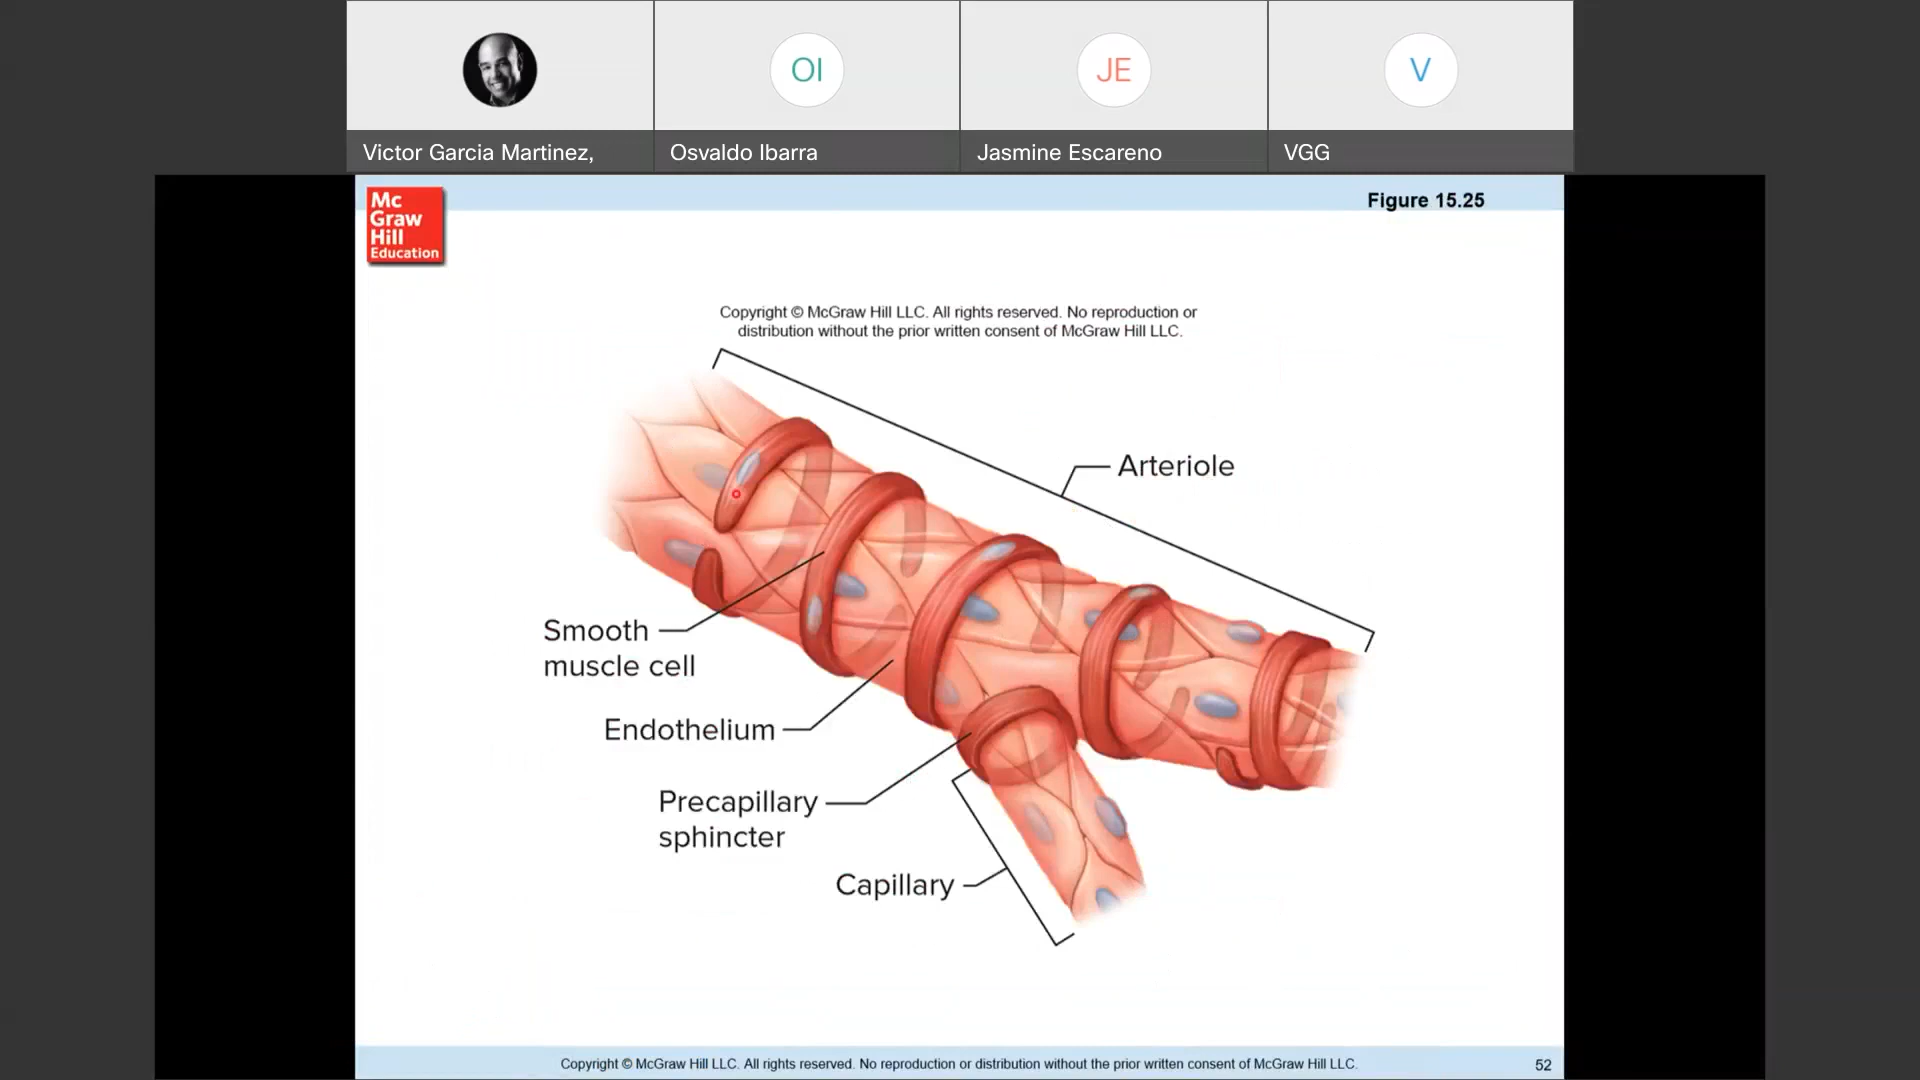 OI
JE
V
Victor Garcia Martinez,
Osvaldo Ibarra
Jasmine Escareno
VGG
Mc
Graw
Hill
Education
Figure 15.25
Copyright © McGraw Hill LLC. All rights reserved. No reproduction or
distribution without the prior written consent of McGraw Hill LLC.
Arteriole
Smooth
muscle cell
Endothelium
Precapillary
sphincter
Capillary
Copyright © McGraw Hill LLC. All rights reserved. No reproduction or distribution without the prior written consent of McGraw Hill LLC.
52